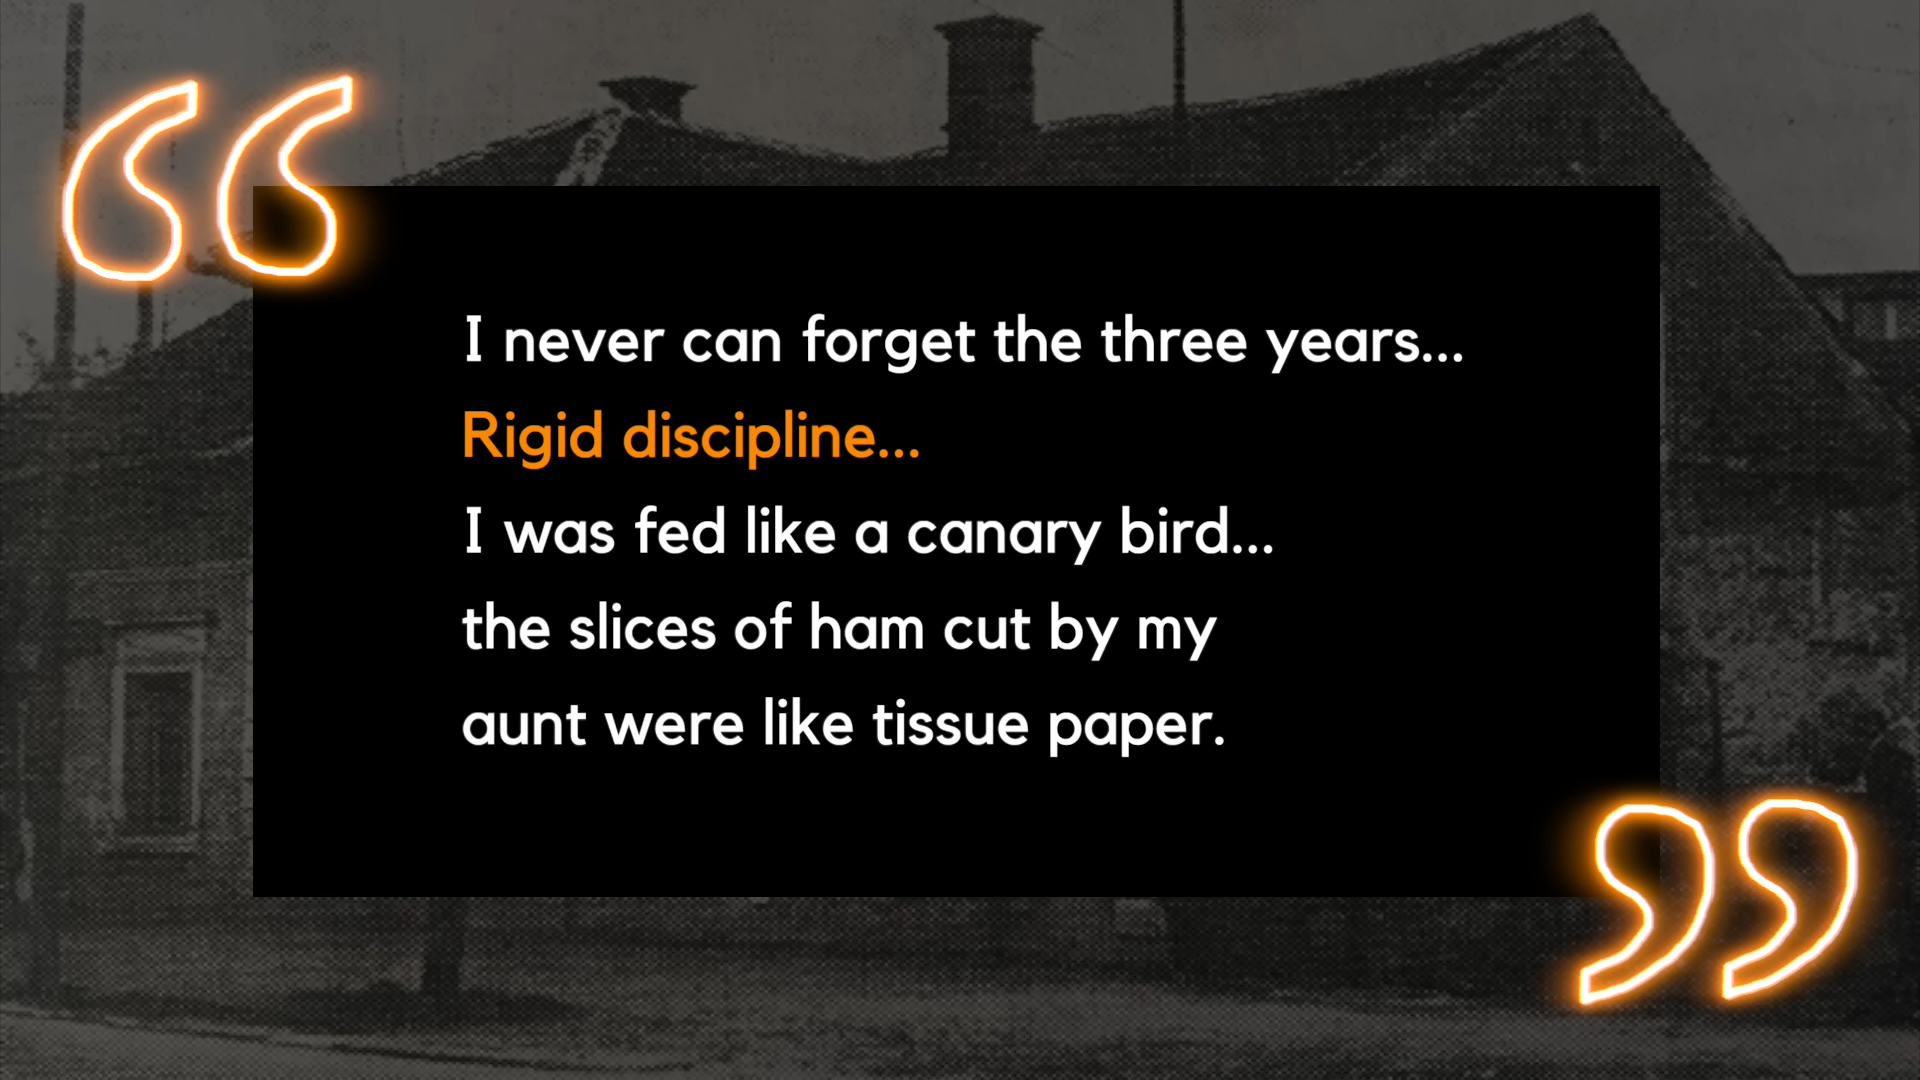 “
I never can forget the three years...
Rigid discipline...
I was fed like a canary bird...
the slices of ham cut by my
aunt were like tissue paper.
”